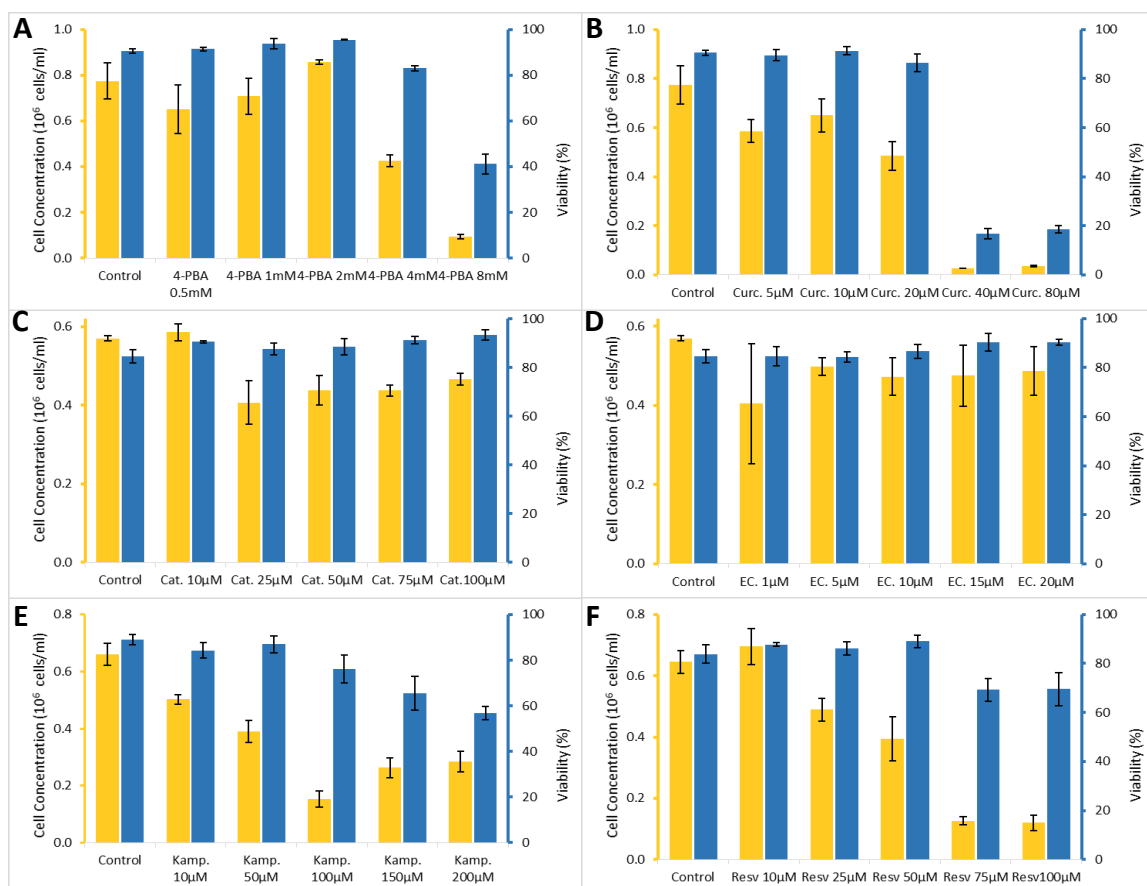 A
Cell Concentration (10⁶ cells/ml)
1.0
0.8
0.6
0.4
0.2
0.0
100
80
60
40
20
0
Viability (%)
Control
4-PBA 0.5mM
4-PBA 1mM
4-PBA 2mM
4-PBA 4mM
4-PBA 8mM
B
Cell Concentration (10⁶ cells/ml)
1.0
0.8
0.6
0.4
0.2
0.0
100
80
60
40
20
0
Viability (%)
Control
Curc. 5µM
Curc. 10µM
Curc. 20µM
Curc. 40µM
Curc. 80µM
C
Cell Concentration (10⁶ cells/ml)
0.6
0.4
0.2
0.0
100
80
60
40
20
0
Viability (%)
Control
Cat. 10µM
Cat. 25µM
Cat. 50µM
Cat. 75µM
Cat.100µM
D
Cell Concentration (10⁶ cells/ml)
0.6
0.4
0.2
0.0
100
80
60
40
20
0
Viability (%)
Control
EC. 1µM
EC. 5µM
EC. 10µM
EC. 15µM
EC. 20µM
E
Cell Concentration (10⁶ cells/ml)
0.8
0.6
0.4
0.2
0.0
100
80
60
40
20
0
Viability (%)
Control
Kamp. 10µM
Kamp. 50µM
Kamp. 100µM
Kamp. 150µM
Kamp. 200µM
F
Cell Concentration (10⁶ cells/ml)
0.8
0.6
0.4
0.2
0.0
100
80
60
40
20
0
Viability (%)
Control
Resv 10µM
Resv 25µM
Resv 50µM
Resv 75µM
Resv100µM